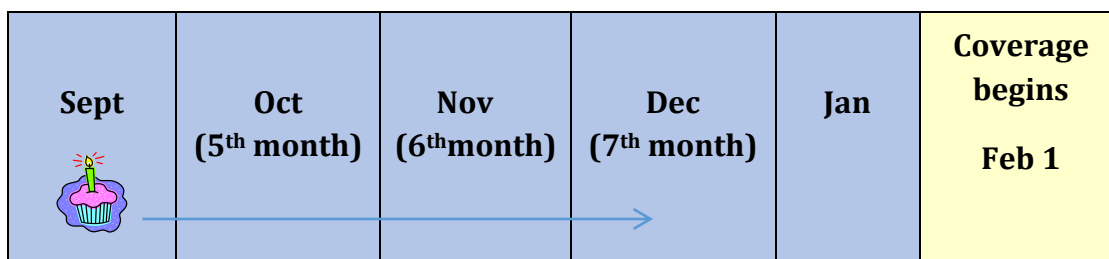 Sept
Oct
(5th month)
Nov
(6thmonth)
Dec
(7th month)
Jan
Coverage
begins
Feb 1